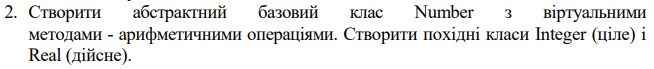 2. Створити абстрактний базовий клас Number з віртуальними
методами - арифметичними операціями. Створити похідні класи Integer (ціле) і
Real (дійсне).